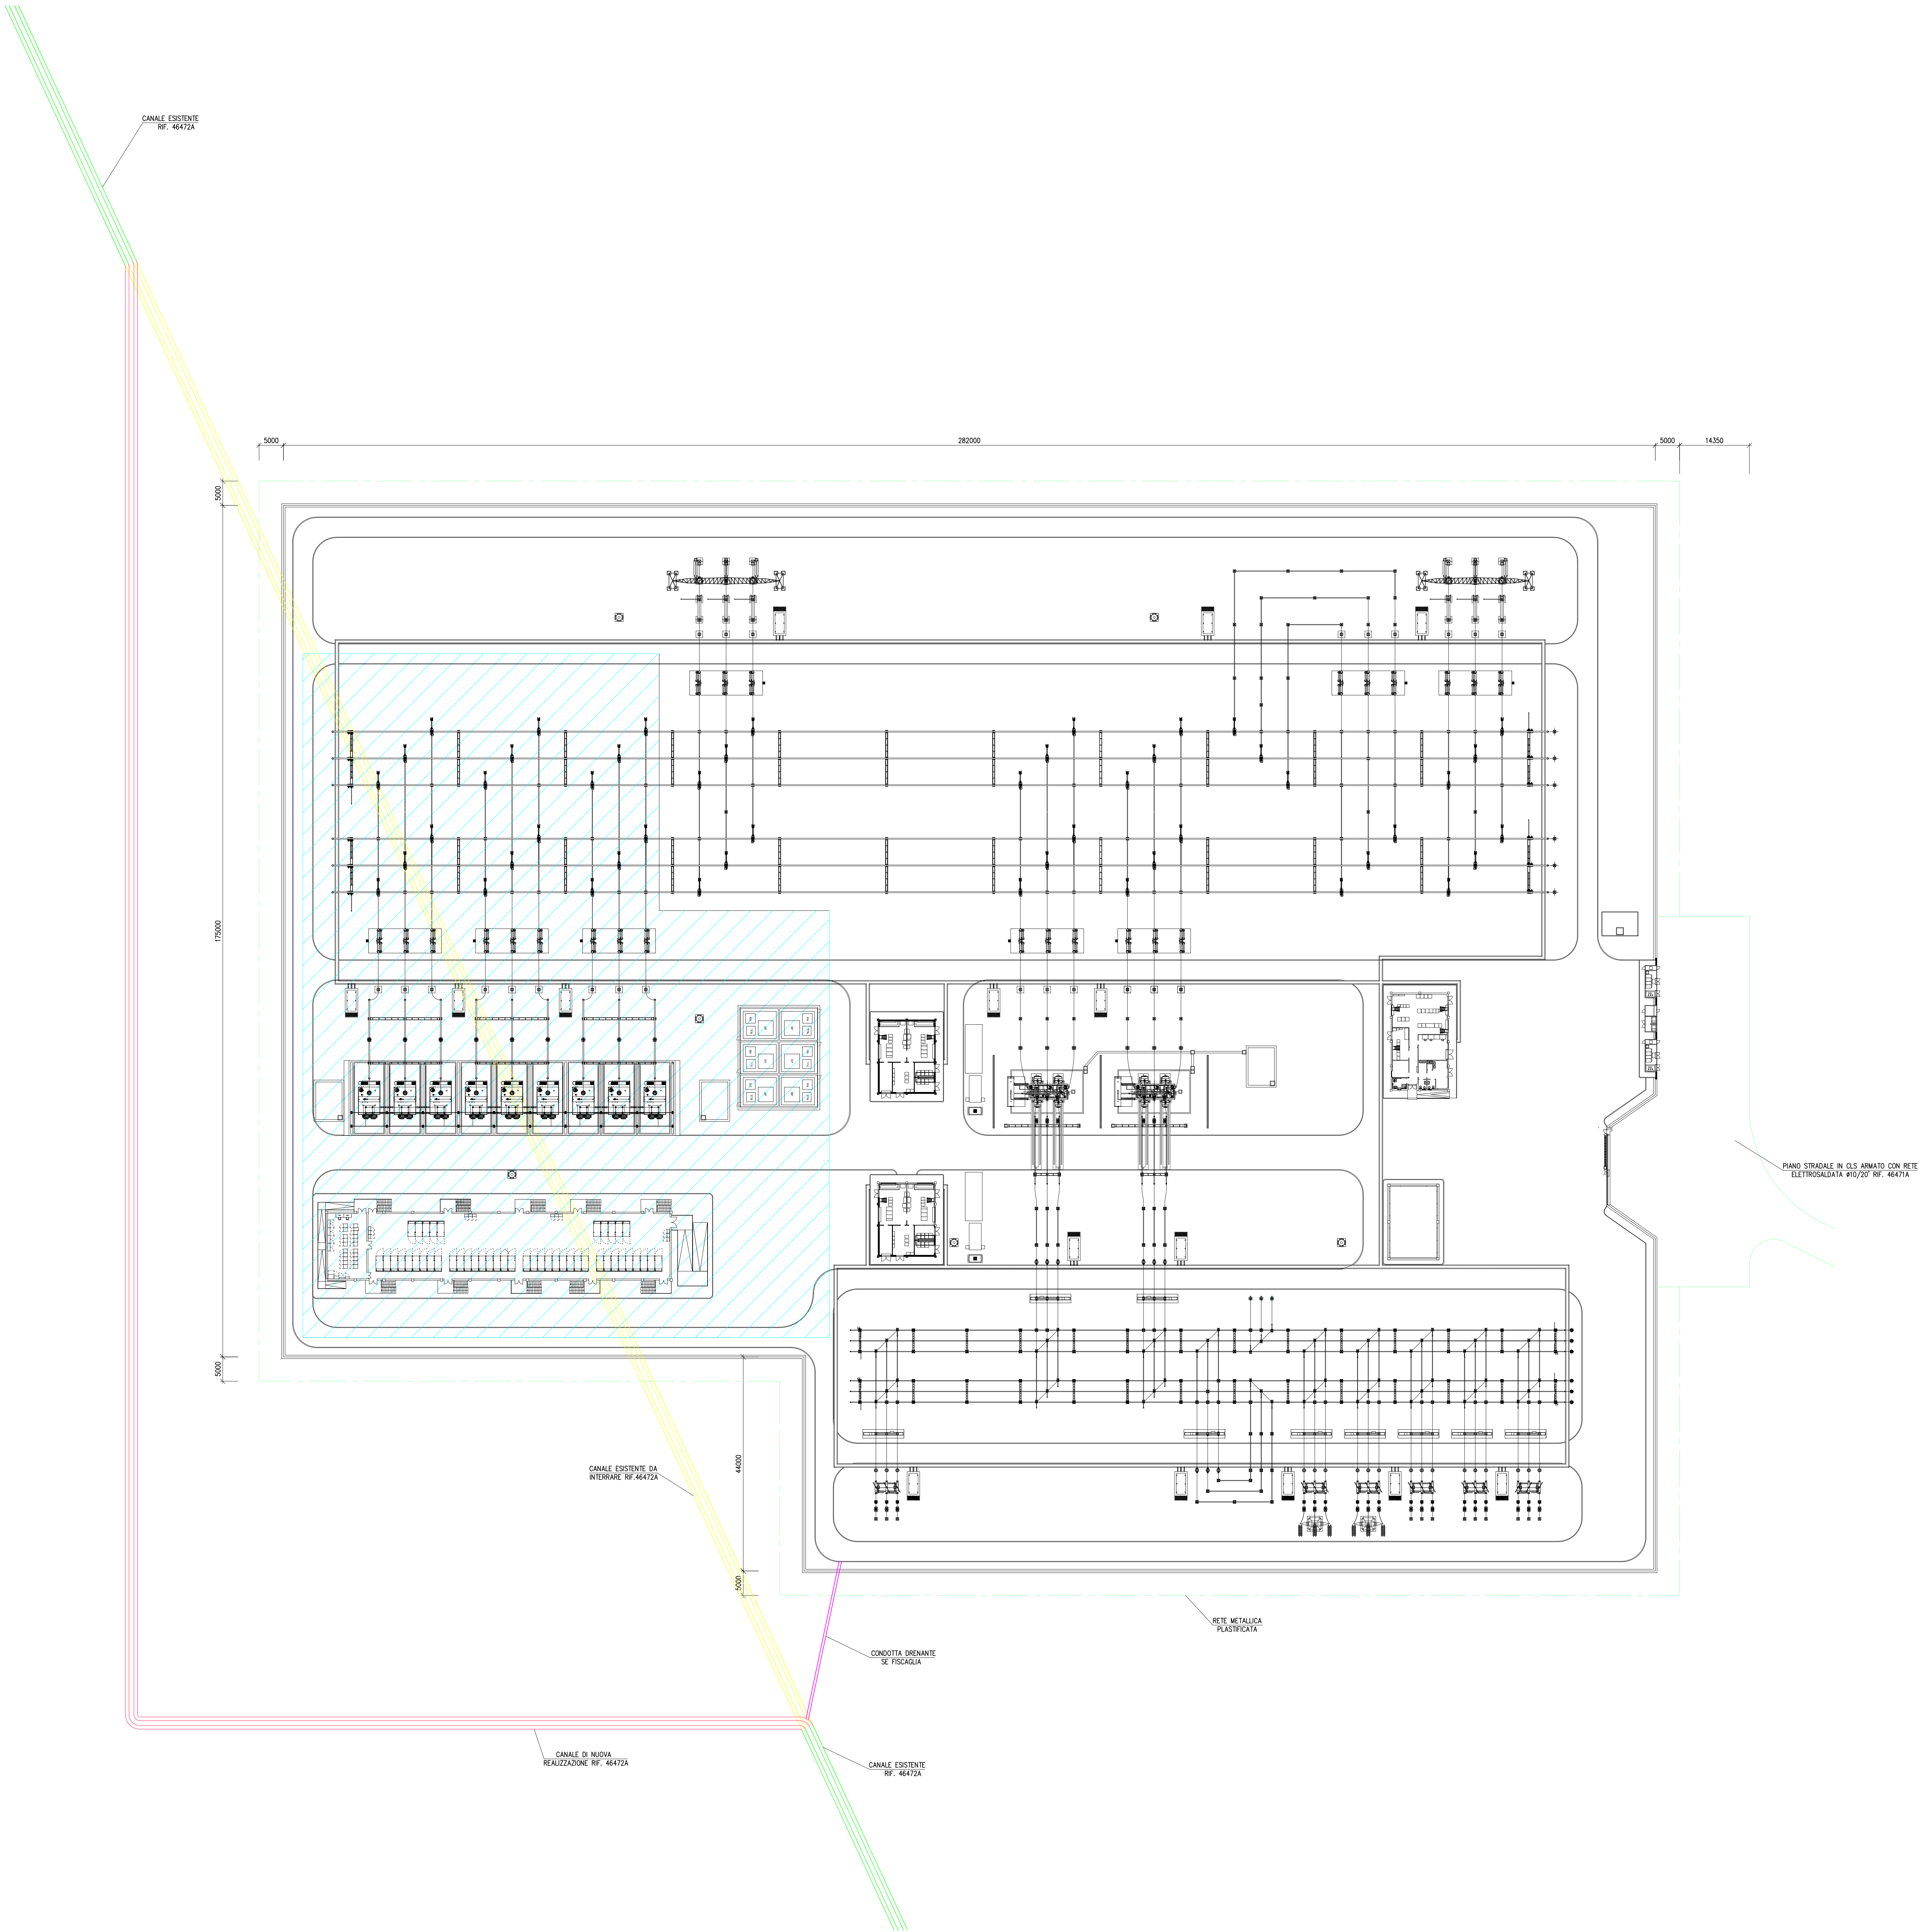 CANALE ESISTENTE
RIF. 46472A
5000
282000
5000
14350
5000
175000
5000
PIANO STRADALE IN CLS ARMATO CON RETE
ELETTROSALDATA Ø10/20" RIF. 46471A
CANALE ESISTENTE DA
INTERRARE RIF.46472A
44000
5000
RETE METALLICA
PLASTIFICATA
CONDOTTA DRENANTE
SE FISCAGLIA
CANALE DI NUOVA
REALIZZAZIONE RIF. 46472A
CANALE ESISTENTE
RIF. 46472A